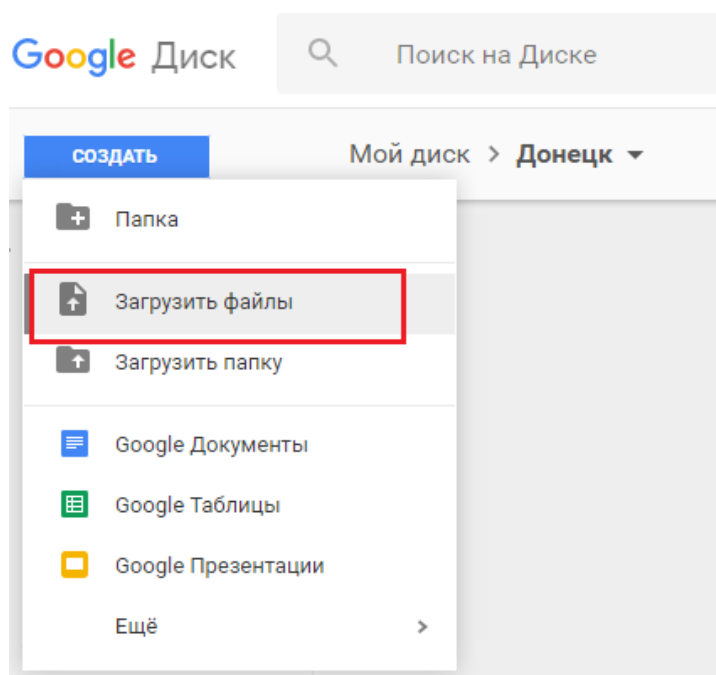 Google Диск
Поиск на Диске
СОЗДАТЬ
Мой диск > Донецк
Папка
Загрузить файлы
Загрузить папку
Google Документы
Google Таблицы
Google Презентации
Ещё